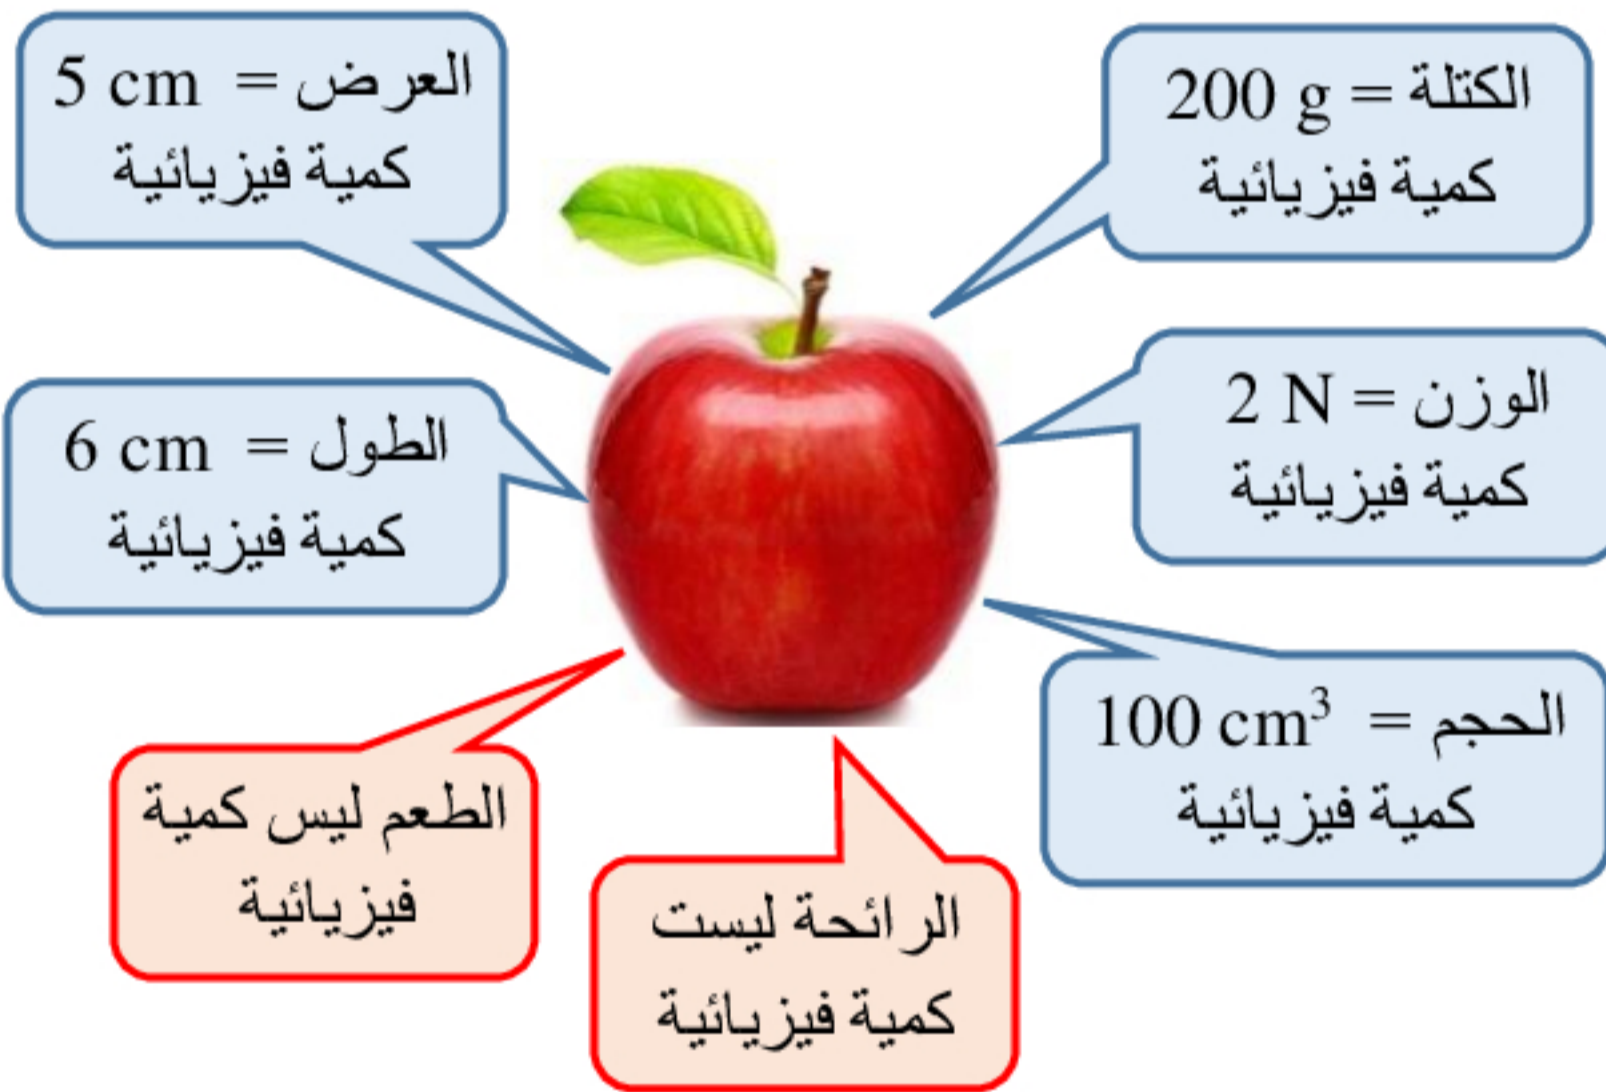 الكتلة = 200 g
كمية فيزيائية
العرض = 5 cm
كمية فيزيائية
الوزن = 2 N
كمية فيزيائية
الطول = 6 cm
كمية فيزيائية
الحجم = 100 cm³
كمية فيزيائية
الطعم ليس كمية
فيزيائية
الرائحة ليست
كمية فيزيائية